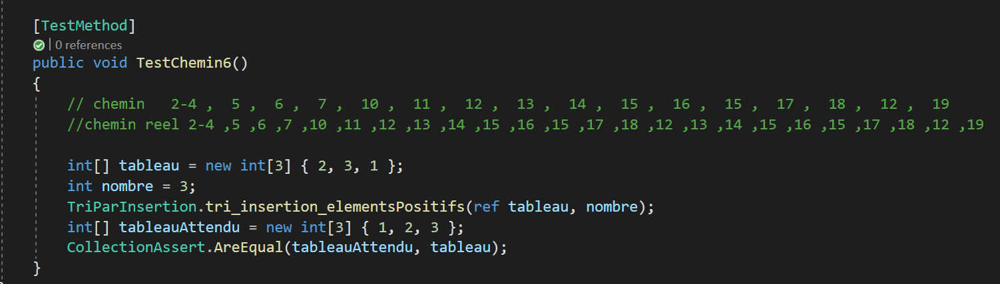 [TestMethod]
0 references
public void TestChemin6()
{
// chemin 2-4 , 5 , 6 , 7 , 10 , 11 , 12 , 13 , 14 , 15 , 16 , 15 , 17 , 18 , 12 , 19
//chemin reel 2-4 ,5 ,6 ,7 ,10 ,11 ,12 ,13 ,14 ,15 ,16 ,15 ,17 ,18 ,12 ,13 ,14 ,15 ,16 ,15 ,17 ,18 ,12 ,19
int[] tableau = new int[3] { 2, 3, 1 };
int nombre = 3;
TriParInsertion.tri_insertion_elementsPositifs(ref tableau, nombre);
int[] tableauAttendu = new int[3] { 1, 2, 3 };
CollectionAssert.AreEqual(tableauAttendu, tableau);
}